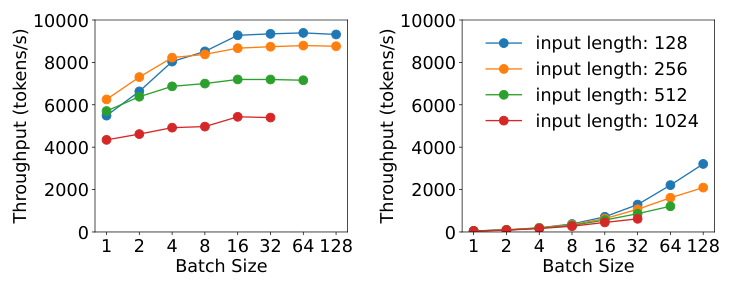 10000
8000
6000
4000
2000
0
Throughput (tokens/s)
1 2 4 8 16 32 64 128
Batch Size
10000
8000
6000
4000
2000
0
Throughput (tokens/s)
input length: 128
input length: 256
input length: 512
input length: 1024
1 2 4 8 16 32 64 128
Batch Size